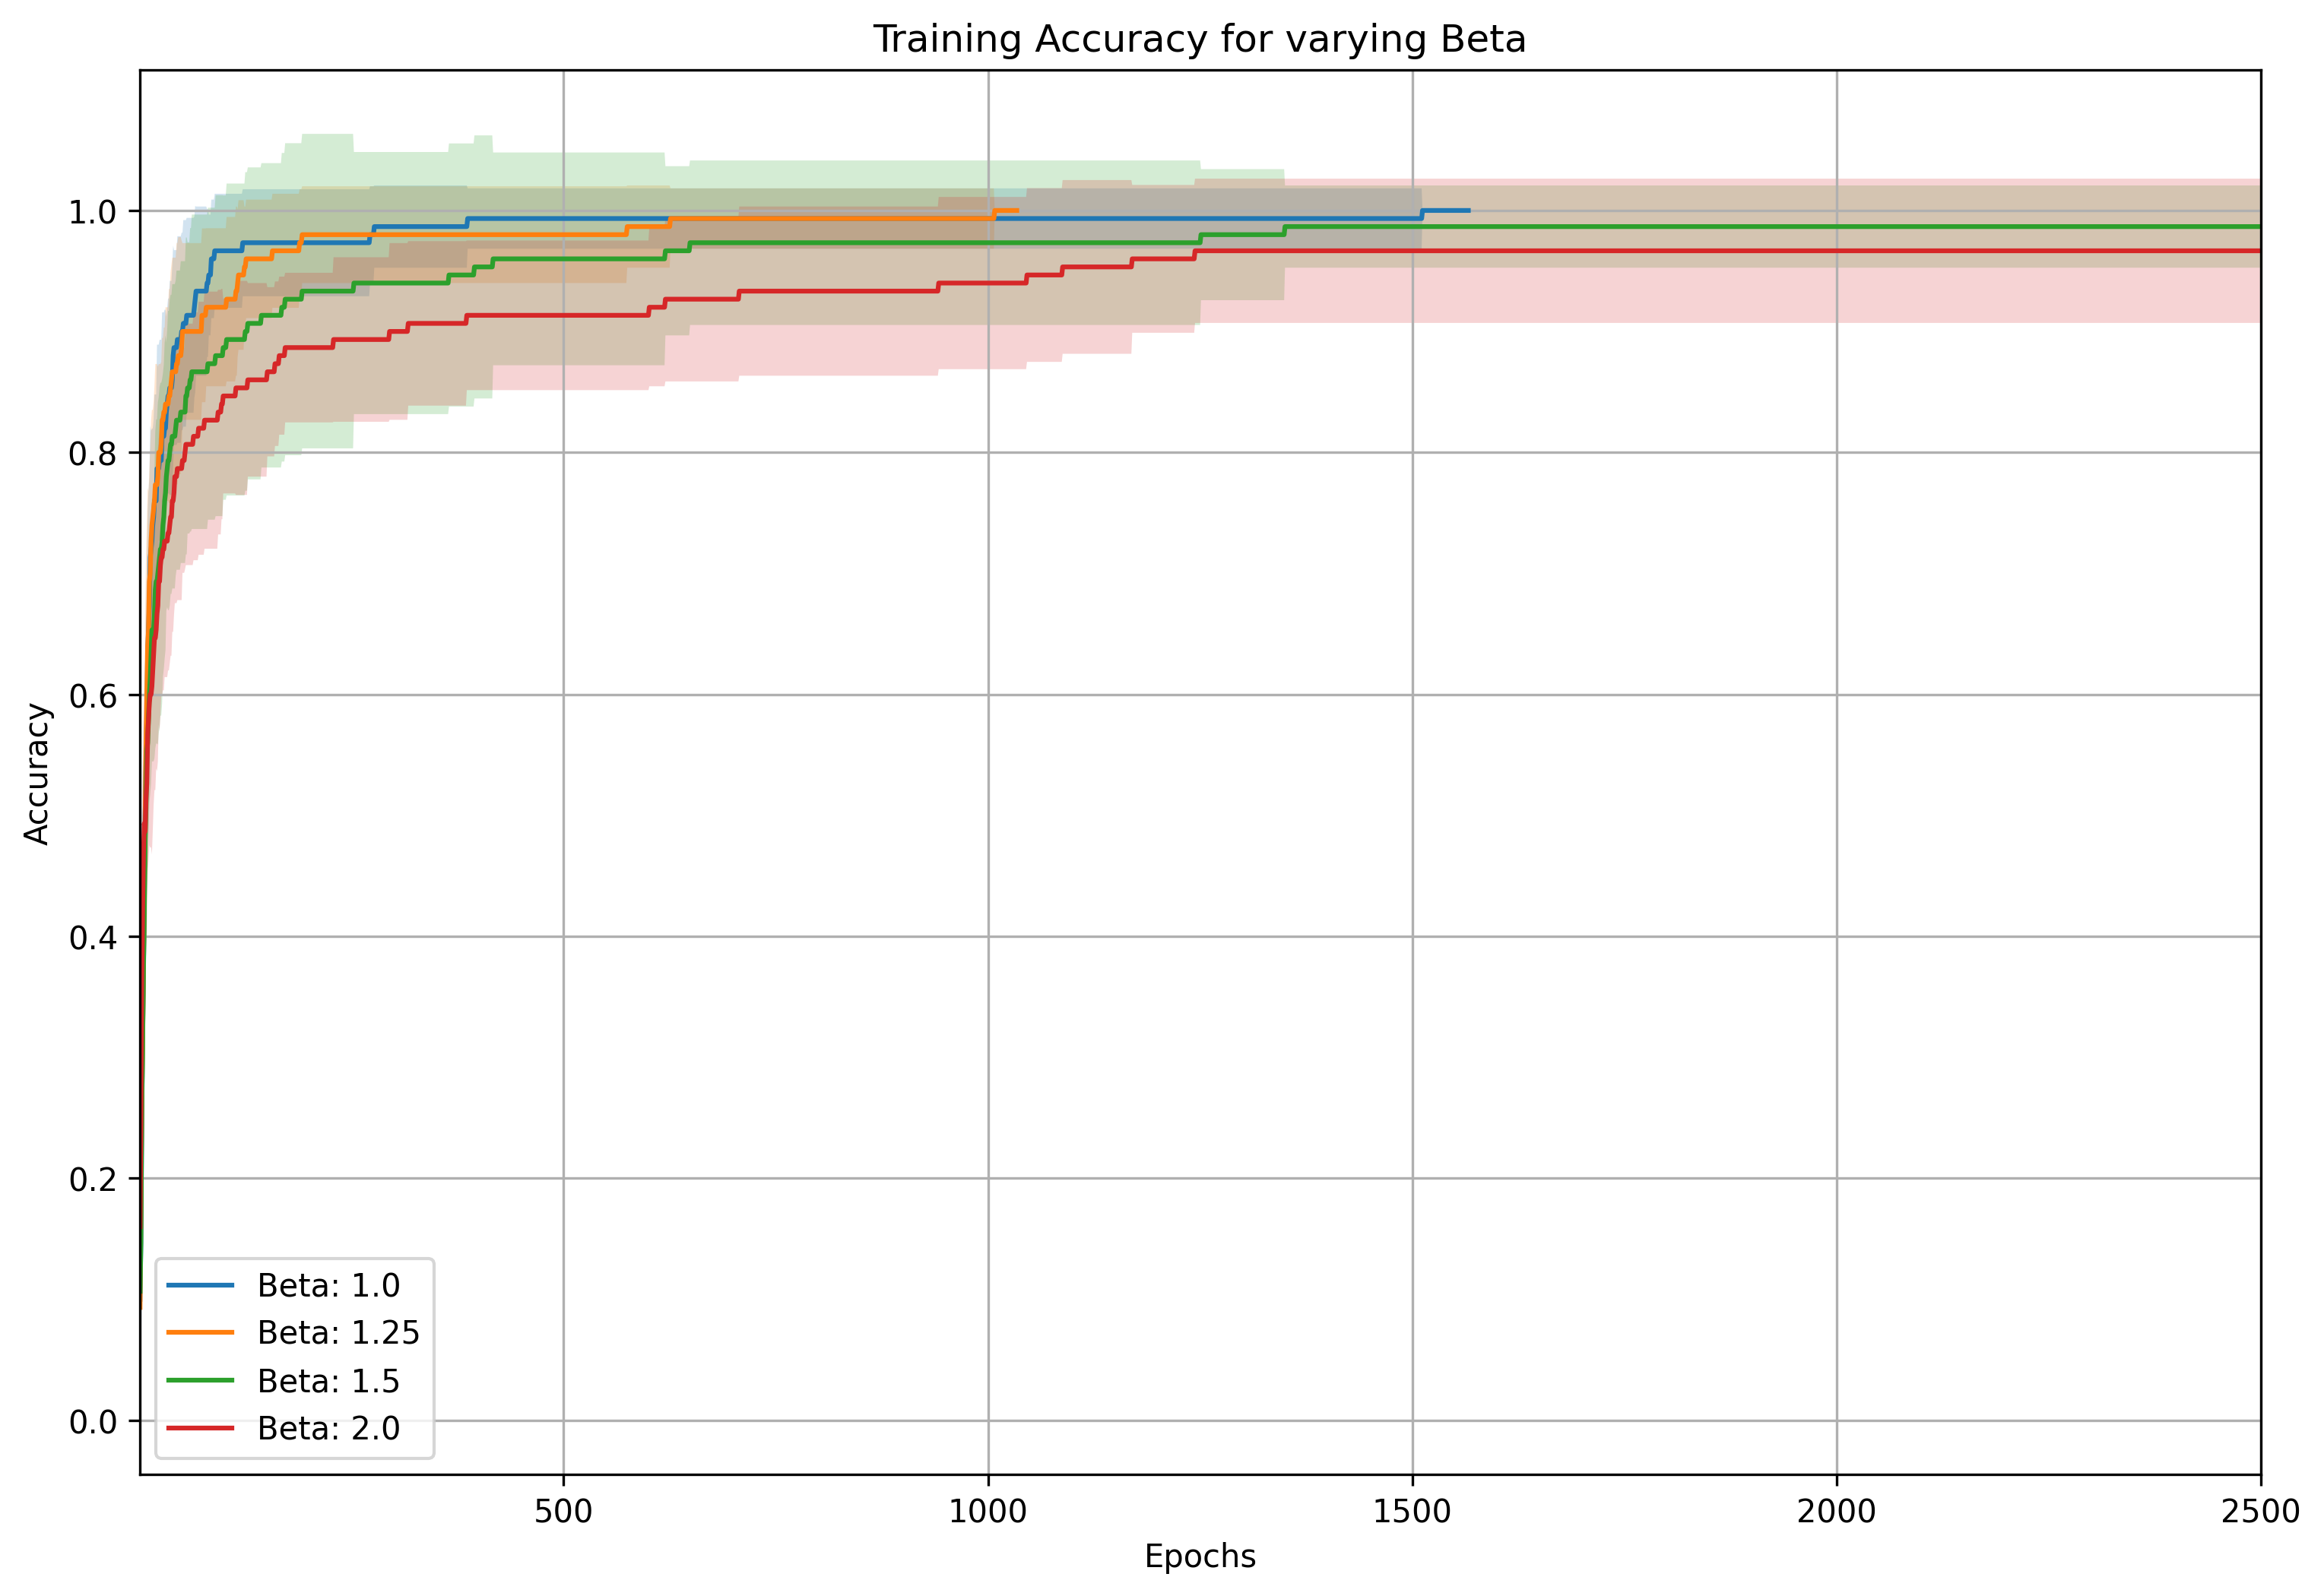 Training Accuracy for varying Beta
1.0
0.8
0.6
0.4
0.2
0.0
Accuracy
Beta: 1.0
Beta: 1.25
Beta: 1.5
Beta: 2.0
500 1000 1500 2000 2500
Epochs